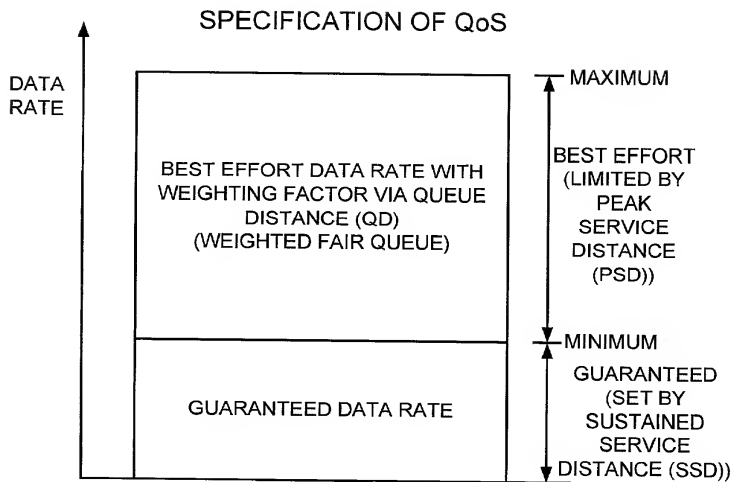 SPECIFICATION OF QoS
DATA
RATE
MAXIMUM
BEST EFFORT DATA RATE WITH
WEIGHTING FACTOR VIA QUEUE
DISTANCE (QD)
(WEIGHTED FAIR QUEUE)
BEST EFFORT
(LIMITED BY
PEAK
SERVICE
DISTANCE
(PSD))
MINIMUM
GUARANTEED DATA RATE
GUARANTEED
(SET BY
SUSTAINED
SERVICE
DISTANCE (SSD))